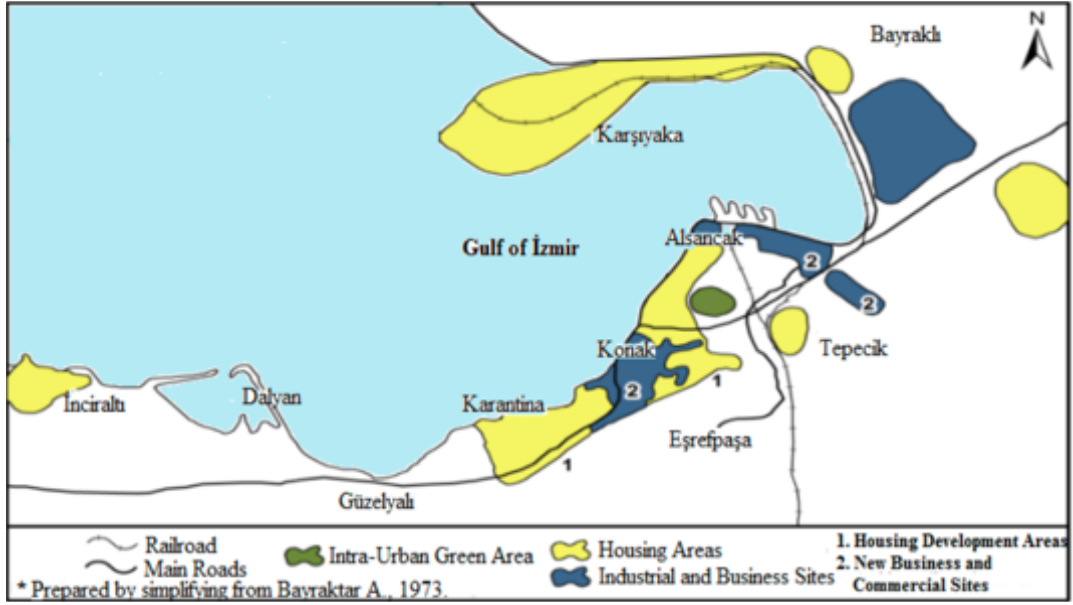 N
Bayraklı
Karşıyaka
Gulf of İzmir
Alsancak
2
2
Konak
Tepecik
1
2
İnciraltı
Dalyan
Karantina
Eşrefpaşa
1
Güzelyalı
Railroad
Main Roads
Intra-Urban Green Area
Housing Areas
Industrial and Business Sites
1. Housing Development Areas
2. New Business and
Commercial Sites
* Prepared by simplifying from Bayraktar A., 1973.